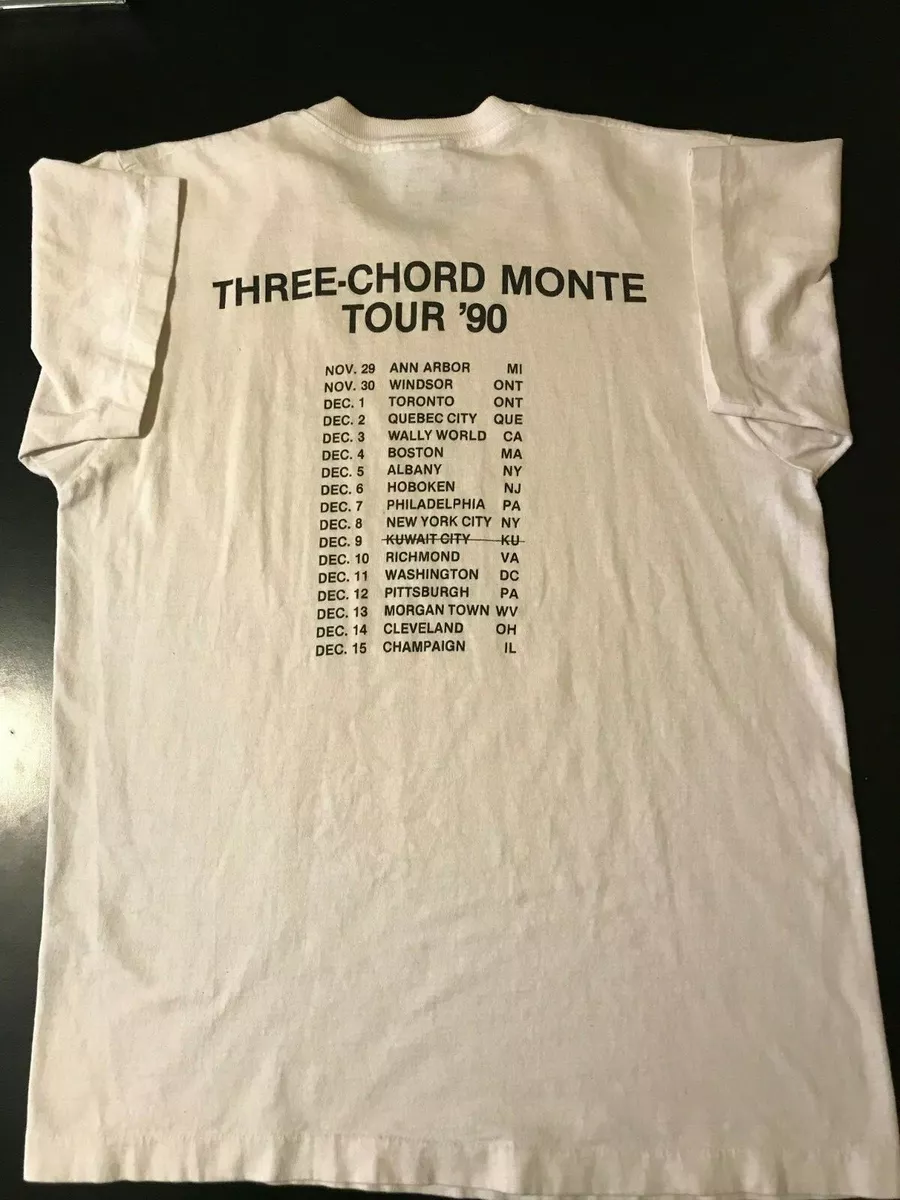 THREE-CHORD MONTE
TOUR '90
NOV. 29 ANN ARBOR MI
NOV. 30 WINDSOR ONT
DEC. 1 TORONTO ONT
DEC. 2 QUEBEC CITY QUE
DEC. 3 WALLY WORLD CA
DEC. 4 BOSTON MA
DEC. 5 ALBANY NY
DEC. 6 HOBOKEN NJ
DEC. 7 PHILADELPHIA PA
DEC. 8 NEW YORK CITY NY
DEC. 9 KUWAIT CITY KU
DEC. 10 RICHMOND VA
DEC. 11 WASHINGTON DC
DEC. 12 PITTSBURGH PA
DEC. 13 MORGAN TOWN WV
DEC. 14 CLEVELAND OH
DEC. 15 CHAMPAIGN IL